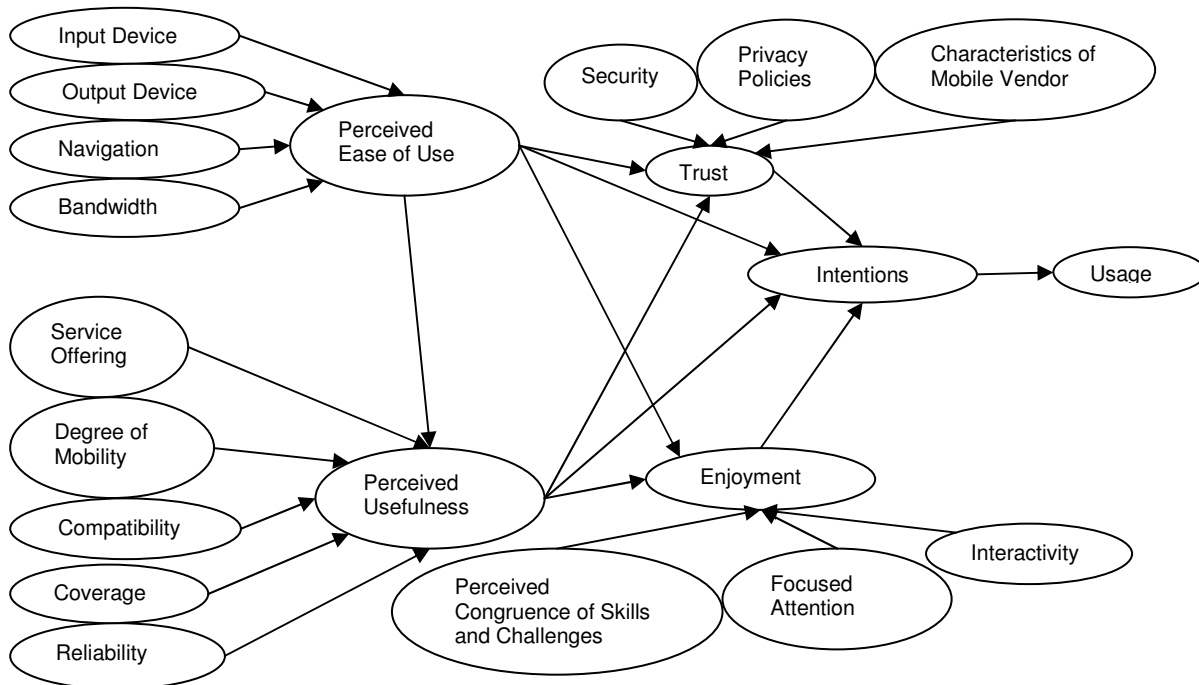 Input Device
Output Device
Navigation
Bandwidth
Perceived
Ease of Use
Security
Privacy
Policies
Characteristics of
Mobile Vendor
Trust
Intentions
Usage
Service
Offering
Degree of
Mobility
Compatibility
Coverage
Reliability
Perceived
Usefulness
Enjoyment
Perceived
Congruence of Skills
and Challenges
Focused
Attention
Interactivity